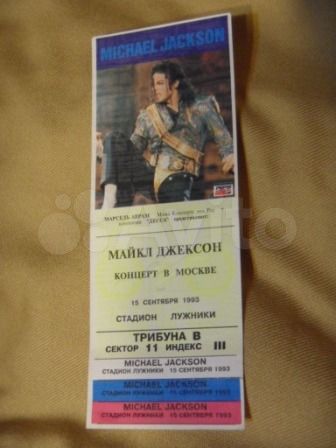 MICHAEL JACKSON
МАРСЕЛЬ АВРАМ
МАЙКЛ ДЖЕКСОН
КОНЦЕРТ В МОСКВЕ
15 СЕНТЯБРЯ 1993
СТАДИОН ЛУЖНИКИ
ТРИБУНА В
СЕКТОР 11 ИНДЕКС III
MICHAEL JACKSON
СТАДИОН ЛУЖНИКИ 15 СЕНТЯБРЯ 1993
MICHAEL JACKSON
СТАДИОН ЛУЖНИКИ 15 СЕНТЯБРЯ 1993
MICHAEL JACKSON
СТАДИОН ЛУЖНИКИ 15 СЕНТЯБРЯ 1993
Avito